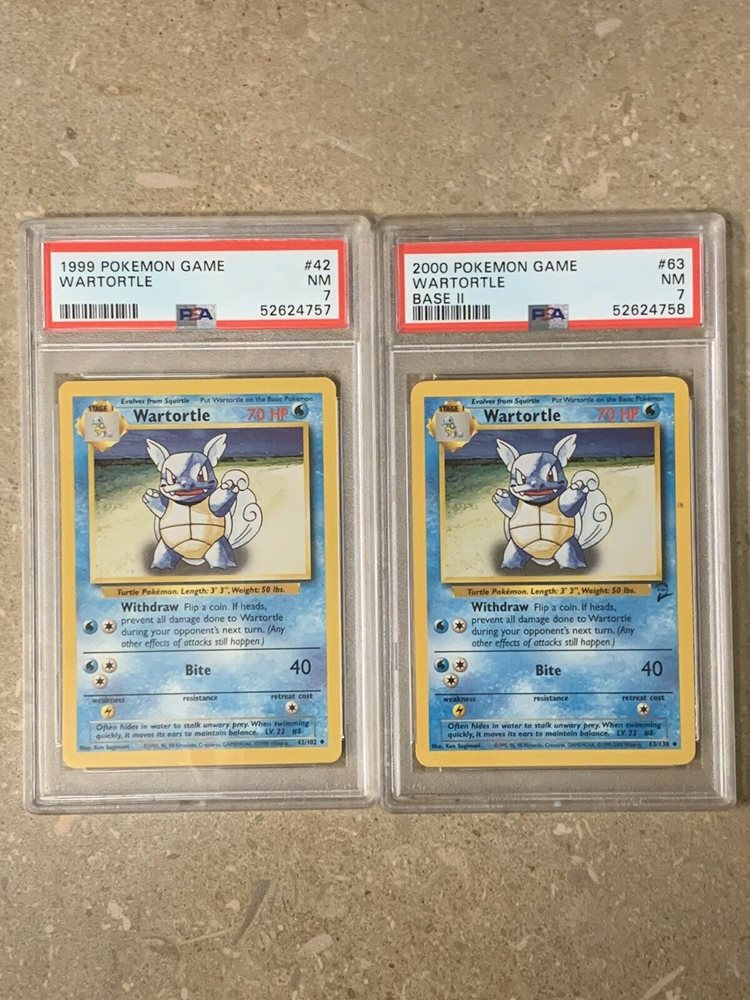 1999 POKEMON GAME #42
WARTORTLE NM
7
PSA 52624757
STAGE 1
Evolves from Squirtle Put Wartortle on the Basic Pokémon
Wartortle 70 HP
Turtle Pokémon. Length: 3' 3", Weight: 50 lbs.
Withdraw Flip a coin. If heads,
prevent all damage done to Wartortle
during your opponent's next turn. (Any
other effects of attacks still happen.)
Bite 40
weakness resistance retreat cost
Often hides in water to stalk unwary prey. When swimming
quickly, it moves its ears to maintain balance. LV. 22 #8
Illus. Ken Sugimori 42/102
2000 POKEMON GAME #63
WARTORTLE NM
BASE II 7
PSA 52624758
STAGE 1
Evolves from Squirtle Put Wartortle on the Basic Pokémon
Wartortle 70 HP
Turtle Pokémon. Length: 3' 3", Weight: 50 lbs.
Withdraw Flip a coin. If heads,
prevent all damage done to Wartortle
during your opponent's next turn. (Any
other effects of attacks still happen.)
Bite 40
weakness resistance retreat cost
Often hides in water to stalk unwary prey. When swimming
quickly, it moves its ears to maintain balance. LV. 22 #8
Illus. Ken Sugimori 63/130